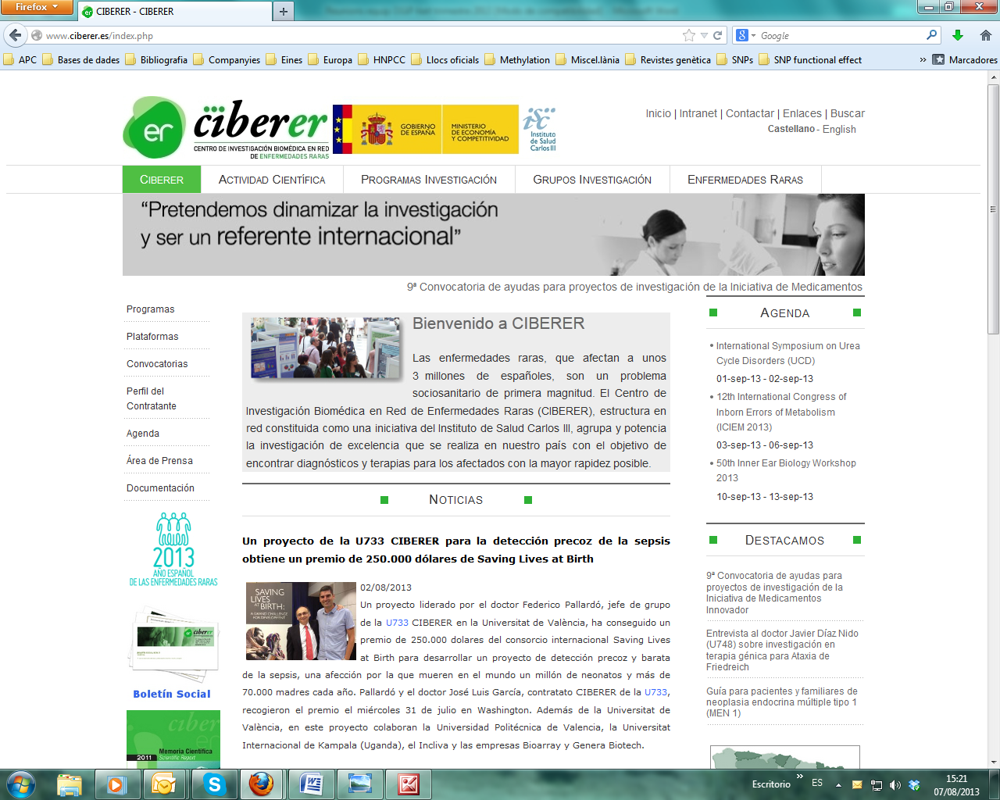 Firefox
CIBERER - CIBERER
www.ciberer.es/index.php
Google
APC
Bases de dades
Bibliografia
Companyies
Eines
Europa
HNPCC
Llocs oficials
Methylation
Miscel.lània
Revistes genètica
SNPs
SNP functional effect
»
Marcadores
er
ciberer
CENTRO DE INVESTIGACIÓN BIOMÉDICA EN RED
DE ENFERMEDADES RARAS
GOBIERNO
DE ESPAÑA
MINISTERIO
DE ECONOMÍA
Y COMPETITIVIDAD
isc
Instituto
de Salud
Carlos III
Inicio | Intranet | Contactar | Enlaces | Buscar
Castellano - English
CIBERER
ACTIVIDAD CIENTÍFICA
PROGRAMAS INVESTIGACIÓN
GRUPOS INVESTIGACIÓN
ENFERMEDADES RARAS
“Pretendemos dinamizar la investigación
y ser un referente internacional”
9ª Convocatoria de ayudas para proyectos de investigación de la Iniciativa de Medicamentos
Programas
Plataformas
Convocatorias
Perfil del
Contratante
Agenda
Área de Prensa
Documentación
2013
AÑO ESPAÑOL
DE LAS ENFERMEDADES RARAS
ciberer
Boletín Social
ciber
er
Memoria Científica
2011
Scientific Report
Bienvenido a CIBERER
Las enfermedades raras, que afectan a unos
3 millones de españoles, son un problema
sociosanitario de primera magnitud. El Centro de
Investigación Biomédica en Red de Enfermedades Raras (CIBERER), estructura en
red constituida como una iniciativa del Instituto de Salud Carlos III, agrupa y potencia
la investigación de excelencia que se realiza en nuestro país con el objetivo de
encontrar diagnósticos y terapias para los afectados con la mayor rapidez posible.
NOTICIAS
Un proyecto de la U733 CIBERER para la detección precoz de la sepsis
obtiene un premio de 250.000 dólares de Saving Lives at Birth
SAVING
LIVES
AT BIRTH:
A GRAND CHALLENGE
FOR DEVELOPMENT
02/08/2013
Un proyecto liderado por el doctor Federico Pallardó, jefe de grupo
de la U733 CIBERER en la Universitat de València, ha conseguido un
premio de 250.000 dolares del consorcio internacional Saving Lives
at Birth para desarrollar un proyecto de detección precoz y barata
de la sepsis, una afección por la que mueren en el mundo un millón de neonatos y más de
70.000 madres cada año. Pallardó y el doctor José Luis García, contratato CIBERER de la U733,
recogieron el premio el miércoles 31 de julio en Washington. Además de la Universitat de
València, en este proyecto colaboran la Universidad Politécnica de Valencia, la Universitat
Internacional de Kampala (Uganda), el Incliva y las empresas Bioarray y Genera Biotech.
AGENDA
• International Symposium on Urea
Cycle Disorders (UCD)
01-sep-13 - 02-sep-13
• 12th International Congress of
Inborn Errors of Metabolism
(ICIEM 2013)
03-sep-13 - 06-sep-13
• 50th Inner Ear Biology Workshop
2013
10-sep-13 - 13-sep-13
DESTACAMOS
9ª Convocatoria de ayudas para
proyectos de investigación de la
Iniciativa de Medicamentos
Innovador
Entrevista al doctor Javier Díaz Nido
(U748) sobre investigación en
terapia génica para Ataxia de
Friedreich
Guía para pacientes y familiares de
neoplasia endocrina múltiple tipo 1
(MEN 1)
Escritorio
»
ES
15:21
07/08/2013